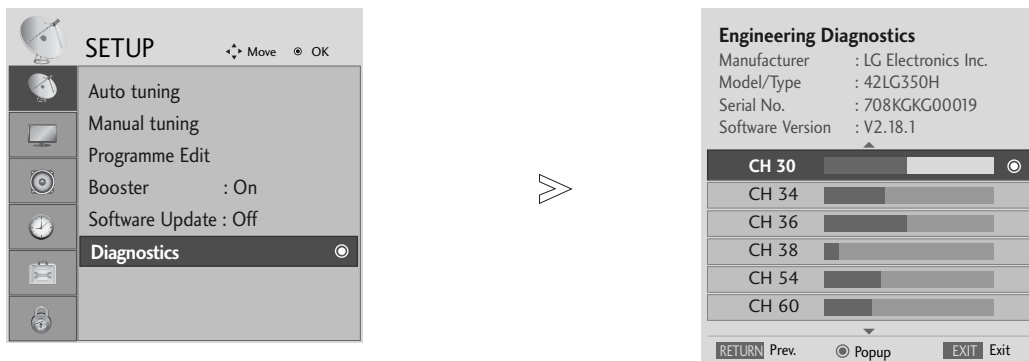 SETUP
Move OK
Auto tuning
Manual tuning
Programme Edit
Booster : On
Software Update : Off
Diagnostics
Engineering Diagnostics
Manufacturer : LG Electronics Inc.
Model/Type : 42LG350H
Serial No. : 708KGKG00019
Software Version : V2.18.1
CH 30
CH 34
CH 36
CH 38
CH 54
CH 60
RETURN Prev. Popup EXIT Exit